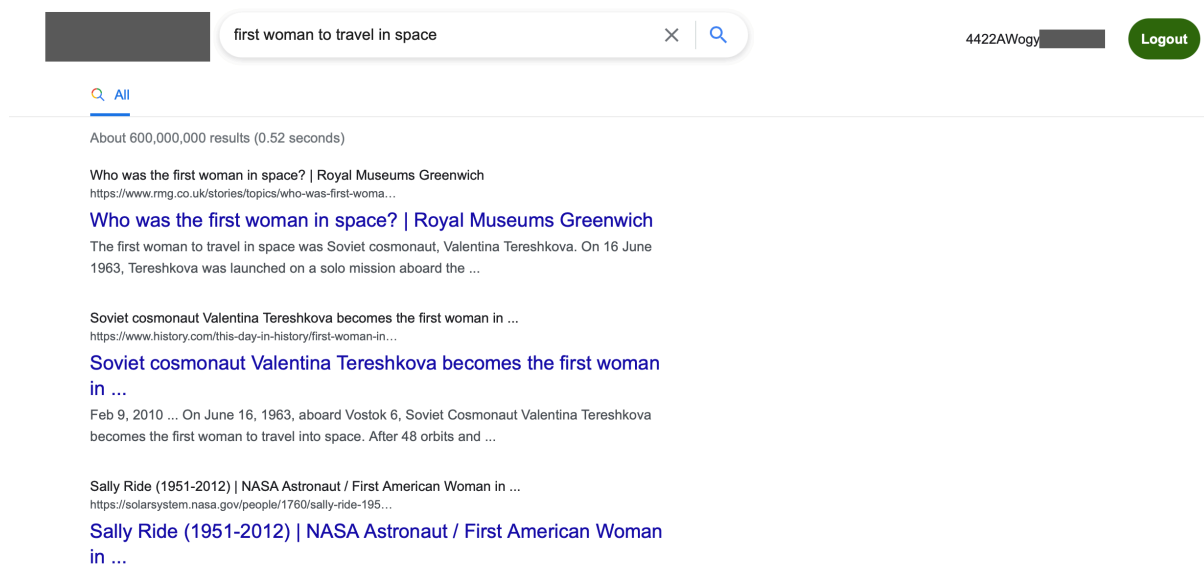 first woman to travel in space
4422AWogy
Logout
All
About 600,000,000 results (0.52 seconds)
Who was the first woman in space? | Royal Museums Greenwich
https://www.rmg.co.uk/stories/topics/who-was-first-woma...
Who was the first woman in space? | Royal Museums Greenwich
The first woman to travel in space was Soviet cosmonaut, Valentina Tereshkova. On 16 June
1963, Tereshkova was launched on a solo mission aboard the ...
Soviet cosmonaut Valentina Tereshkova becomes the first woman in ...
https://www.history.com/this-day-in-history/first-woman-in...
Soviet cosmonaut Valentina Tereshkova becomes the first woman
in ...
Feb 9, 2010 ... On June 16, 1963, aboard Vostok 6, Soviet Cosmonaut Valentina Tereshkova
becomes the first woman to travel into space. After 48 orbits and ...
Sally Ride (1951-2012) | NASA Astronaut / First American Woman in ...
https://solarsystem.nasa.gov/people/1760/sally-ride-195...
Sally Ride (1951-2012) | NASA Astronaut / First American Woman
in ...